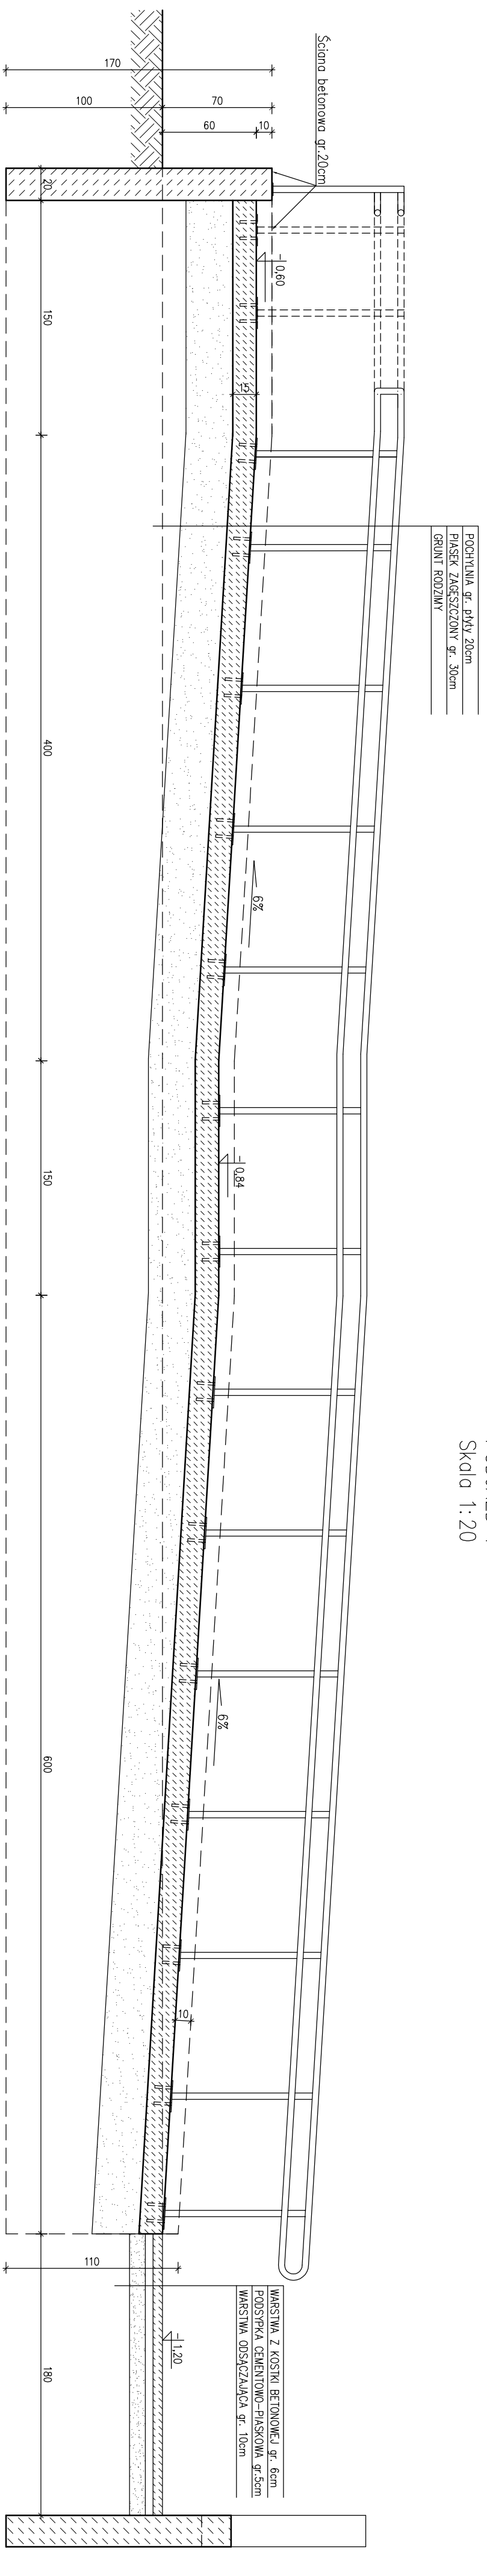 Skala 1:20
Ściana betonowa gr.20cm
170
100
70
60
10
20
150
400
150
600
180
15
-0,60
POCHYLNIA gr. płyty 20cm
PIASEK ZAGĘSZCZONY gr. 30cm
GRUNT RODZIMY
6%
-0,84
6%
10
110
-1,20
WARSTWA Z KOSTKI BETONOWEJ gr. 6cm
PODSYPKA CEMENTOWO-PIASKOWA gr.5cm
WARSTWA ODSĄCZAJĄCA gr. 10cm